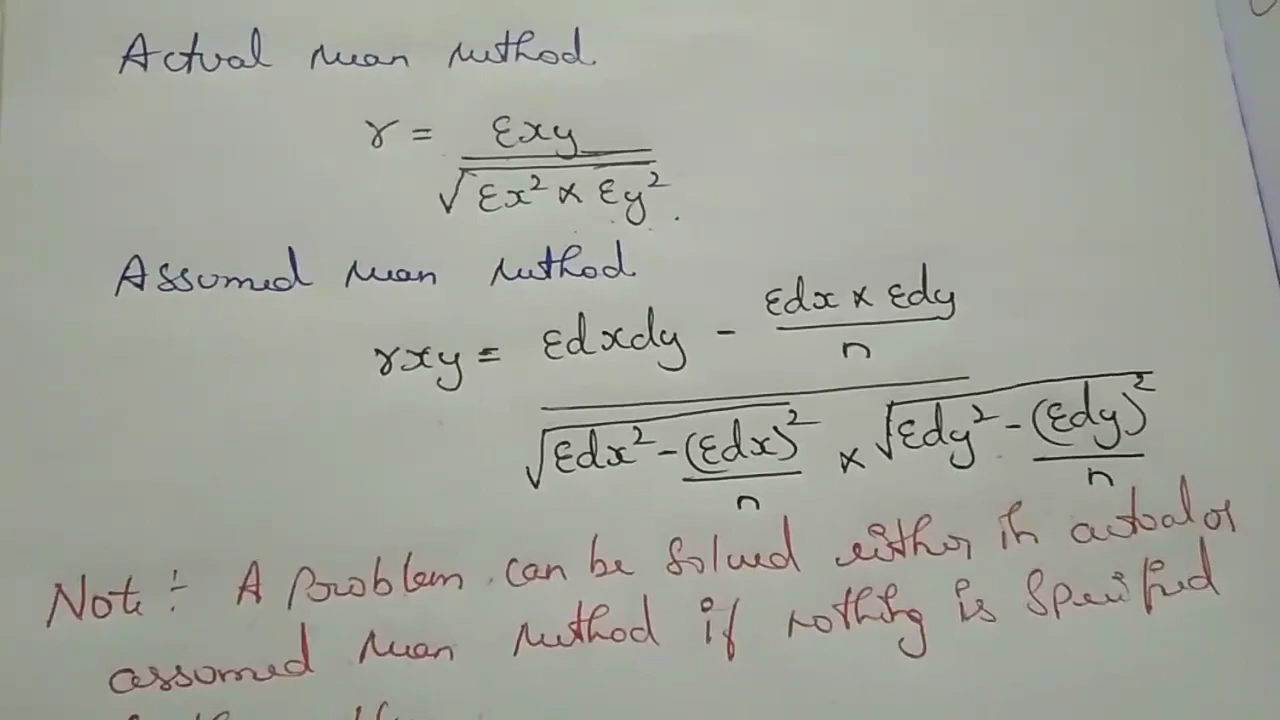 Actual mean method
r = Σxy / √Σx² × Σy².
Assumed mean method
rxy = Σdxdy - Σdx × Σdy / n
√Σdx² - (Σdx)² / n × √Σdy² - (Σdy)² / n
Note :- A problem can be solved either in actual or
assumed mean method if nothing is specified